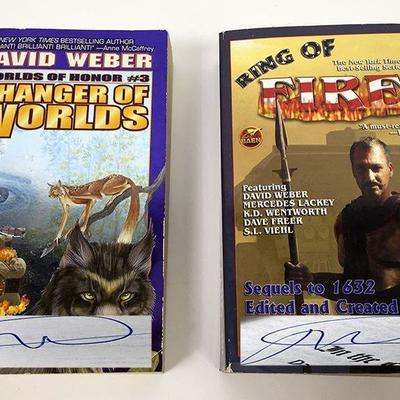 NEW YORK TIMES BESTSELLING AUTHOR
BRILLIANT! BRILLIANT!" —Anne McCaffrey
DAVID WEBER
WORLDS OF HONOR #3
CHANGER OF
WORLDS
RING OF
The New York Times
Best-Selling Series
FIRE
"A must-re
BAEN
Featuring
DAVID WEBER
MERCEDES LACKEY
K.D. WENTWORTH
DAVE FREER
S.L. VIEHL
Sequels to 1632
Edited and Created